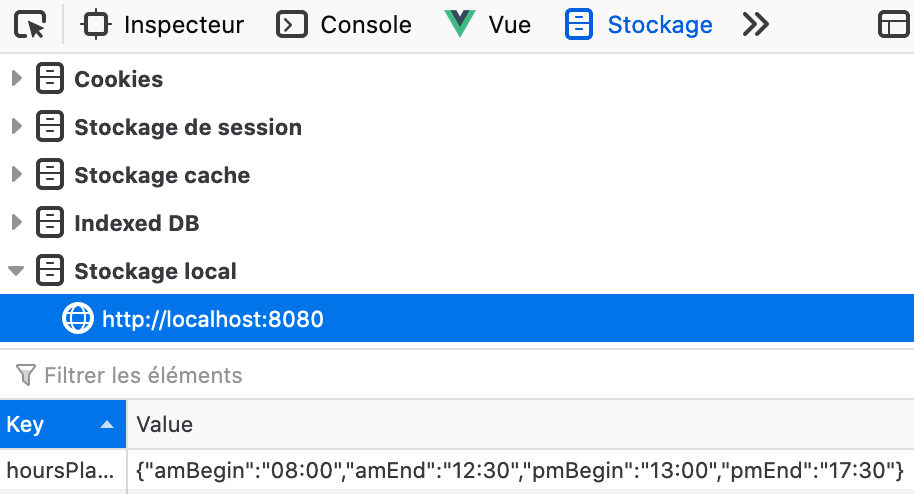 Inspecteur Console Vue Stockage
Cookies
Stockage de session
Stockage cache
Indexed DB
Stockage local
http://localhost:8080
Filtrer les éléments
Key Value
hoursPla... {"amBegin":"08:00","amEnd":"12:30","pmBegin":"13:00","pmEnd":"17:30"}